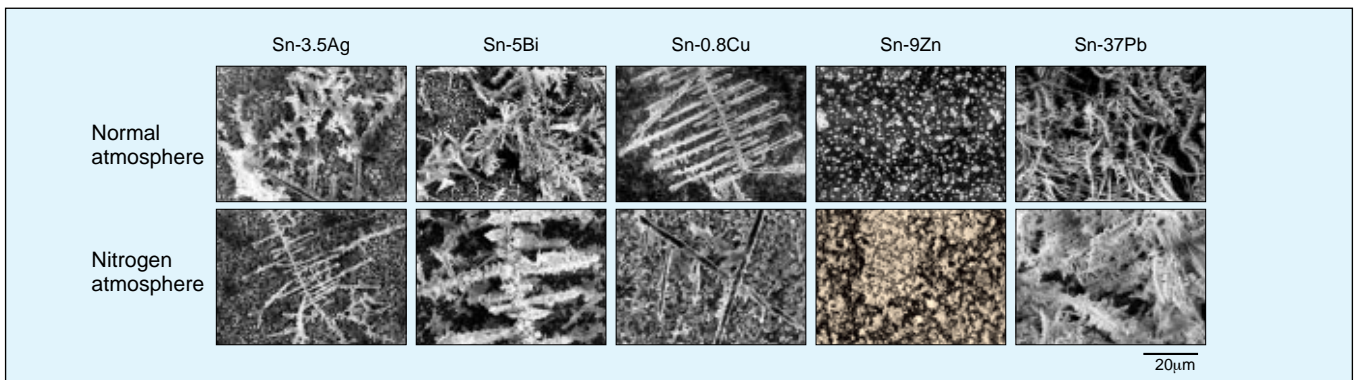 Sn-3.5Ag Sn-5Bi Sn-0.8Cu Sn-9Zn Sn-37Pb
Normal
atmosphere
Nitrogen
atmosphere
20μm